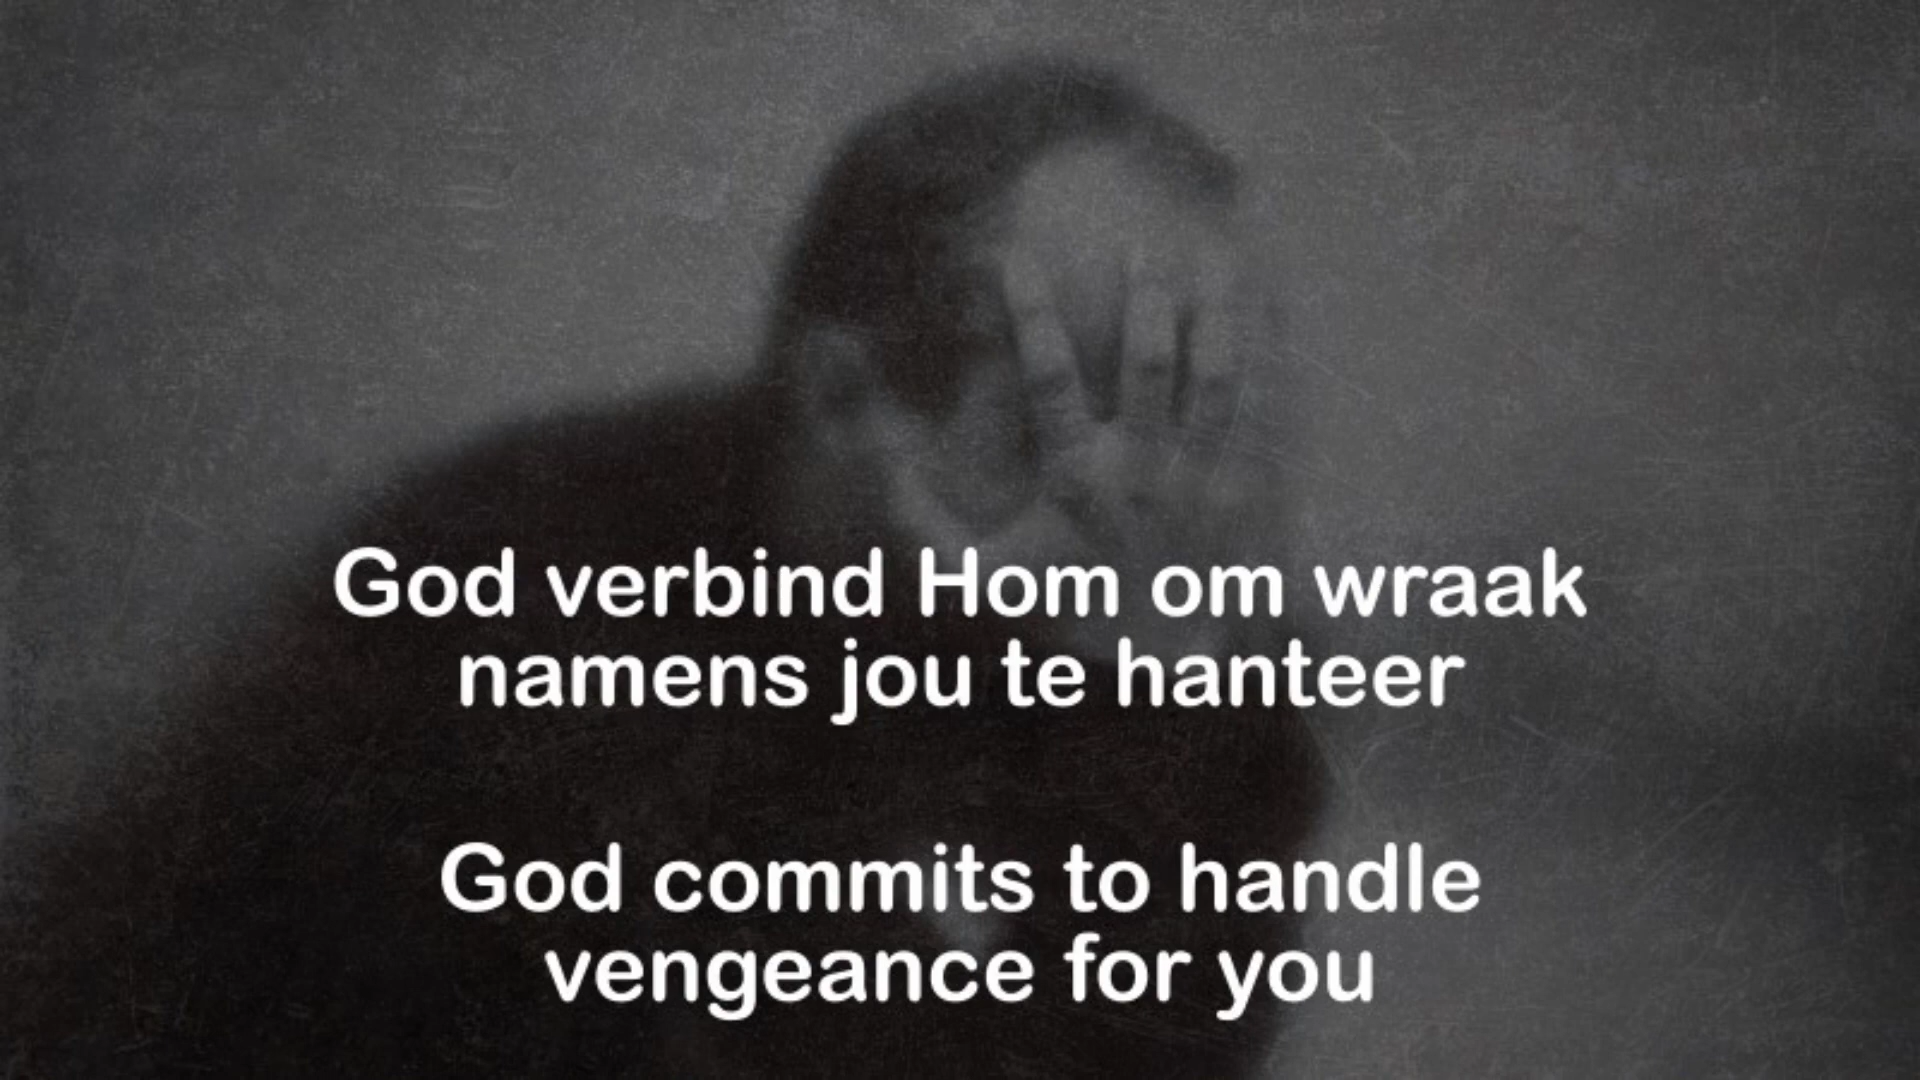 God verbind Hom om wraak
namens jou te hanteer
God commits to handle
vengeance for you